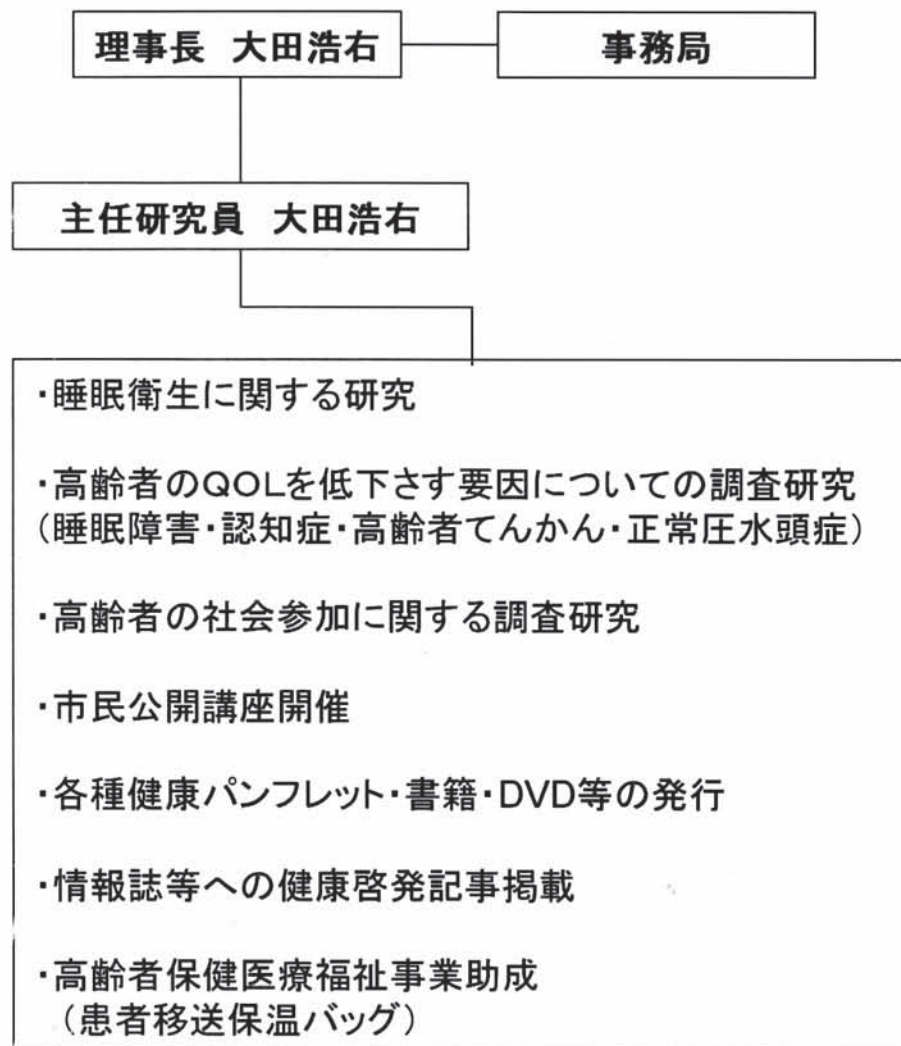 理事長 大田浩右
事務局
主任研究員 大田浩右
・睡眠衛生に関する研究
・高齢者のQOLを低下さす要因についての調査研究
(睡眠障害・認知症・高齢者てんかん・正常圧水頭症)
・高齢者の社会参加に関する調査研究
・市民公開講座開催
・各種健康パンフレット・書籍・DVD等の発行
・情報誌等への健康啓発記事掲載
・高齢者保健医療福祉事業助成
(患者移送保温バッグ)